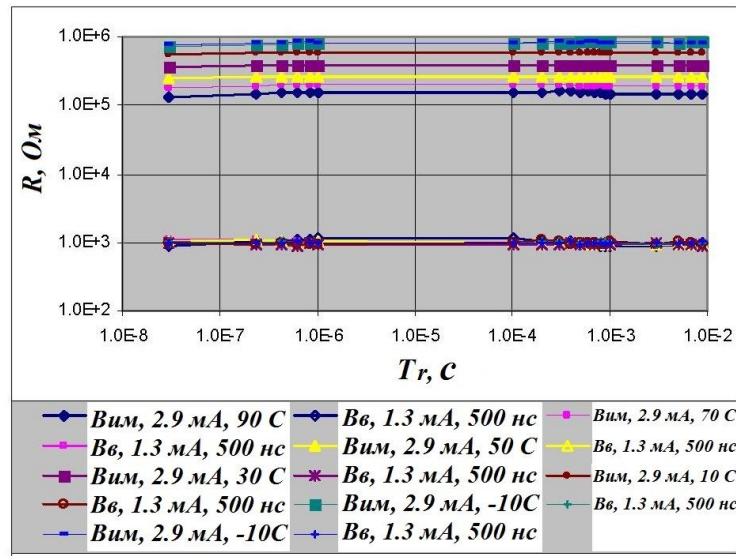 1.0E+6
1.0E+5
1.0E+4
1.0E+3
1.0E+2
R, Ом
1.0E-8 1.0E-7 1.0E-6 1.0E-5 1.0E-4 1.0E-3 1.0E-2
Tr, c
Вим, 2.9 мА, 90 С Вв, 1.3 мА, 500 нс Вим, 2.9 мА, 70 С
Вв, 1.3 мА, 500 нс Вим, 2.9 мА, 50 С Вв, 1.3 мА, 500 нс
Вим, 2.9 мА, 30 С Вв, 1.3 мА, 500 нс Вим, 2.9 мА, 10 С
Вв, 1.3 мА, 500 нс Вим, 2.9 мА, -10С Вв, 1.3 мА, 500 нс
Вим, 2.9 мА, -10С Вв, 1.3 мА, 500 нс